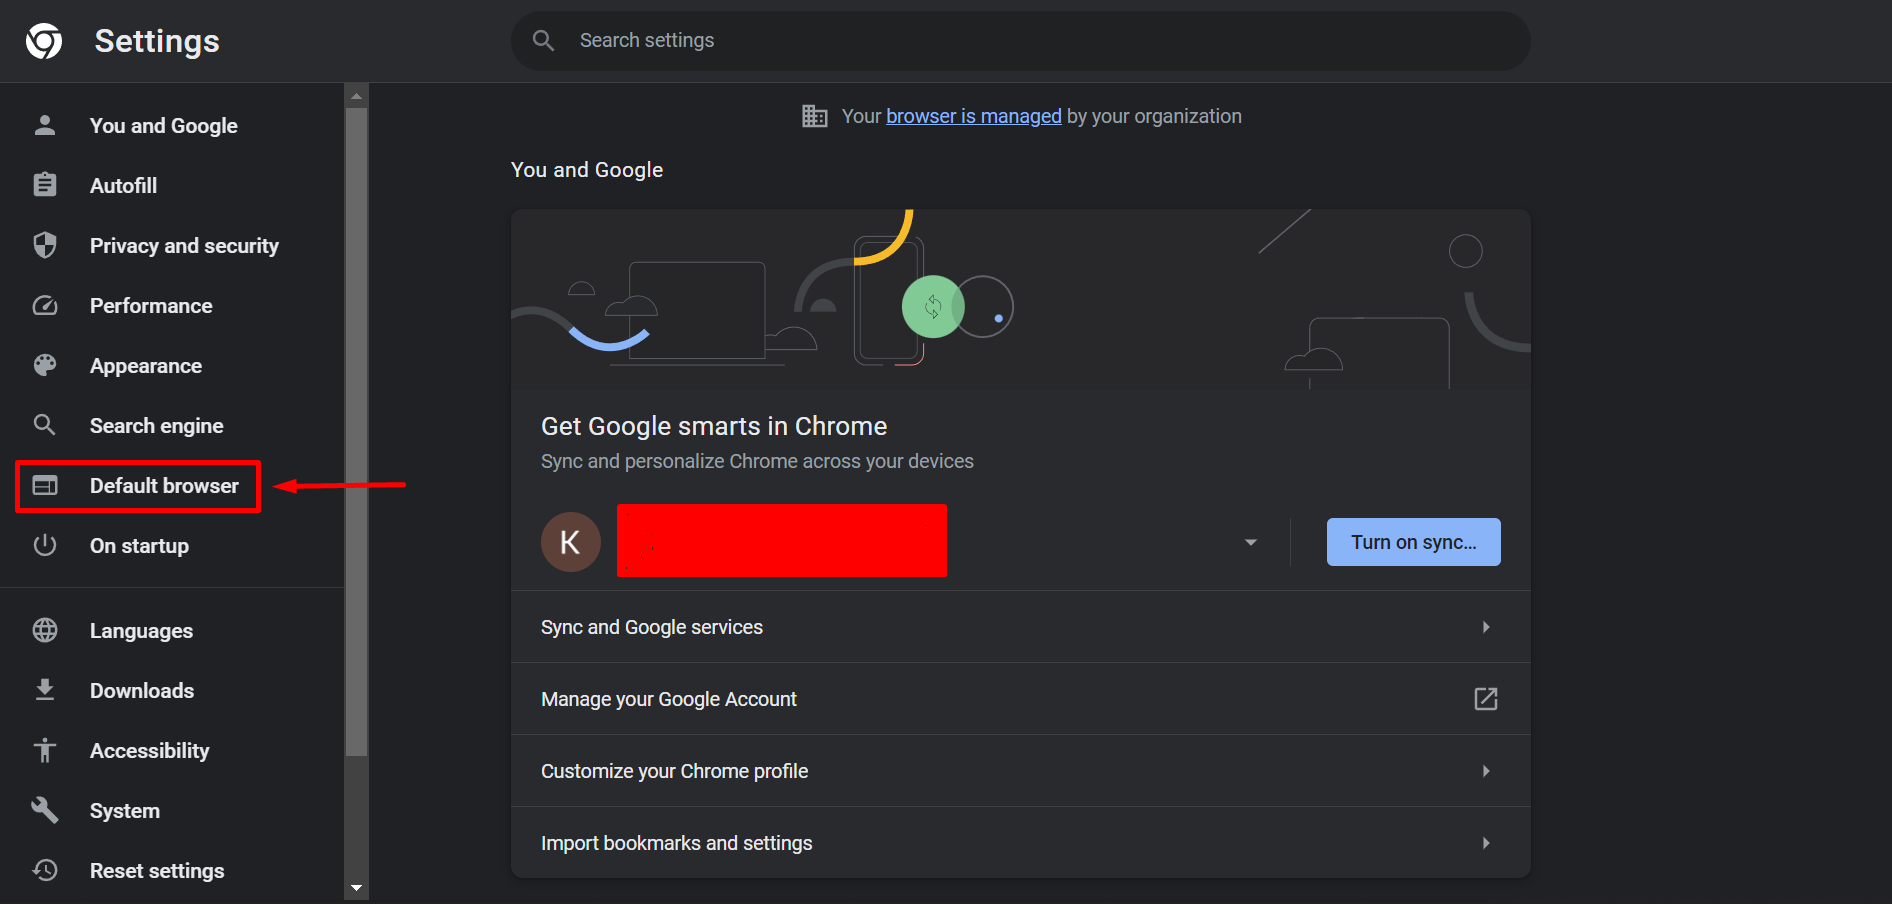 Settings
Search settings
You and Google
Autofill
Privacy and security
Performance
Appearance
Search engine
Default browser
On startup
Languages
Downloads
Accessibility
System
Reset settings
Your browser is managed by your organization
You and Google
Get Google smarts in Chrome
Sync and personalize Chrome across your devices
K
Turn on sync...
Sync and Google services
Manage your Google Account
Customize your Chrome profile
Import bookmarks and settings